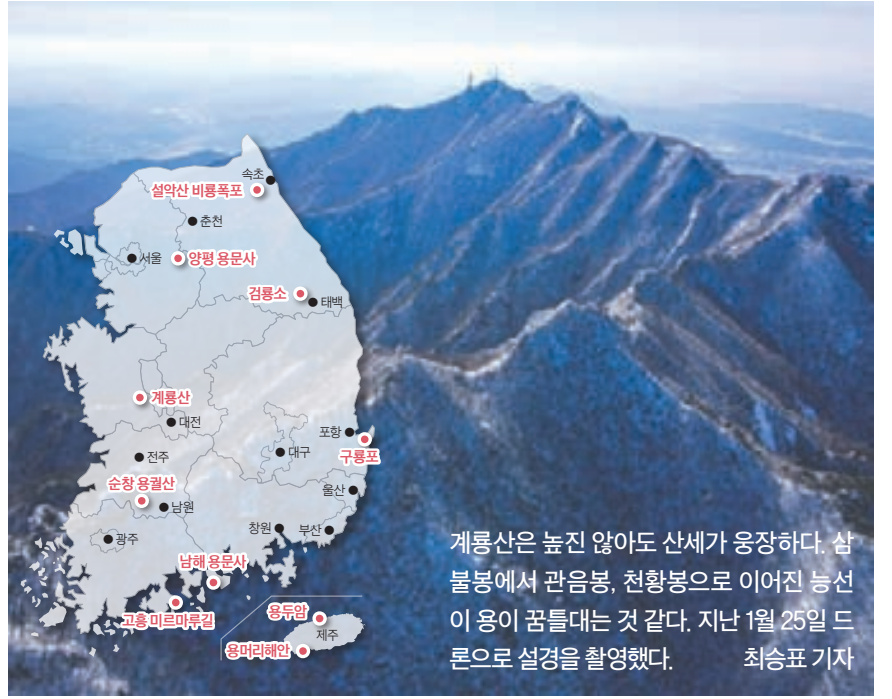 속초
설악산 비룡폭포
춘천
서울
양평 용문사
검룡소
태백
계룡산
대전
포항
구룡포
전주
대구
순창 용궐산
울산
남원
창원
부산
광주
남해 용문사
고흥 미르마루길
용두암
제주
용머리해안
계룡산은 높진 않아도 산세가 웅장하다. 삼
불봉에서 관음봉, 천황봉으로 이어진 능선
이 용이 꿈틀대는 것 같다. 지난 1월 25일 드
론으로 설경을 촬영했다. 최승표 기자